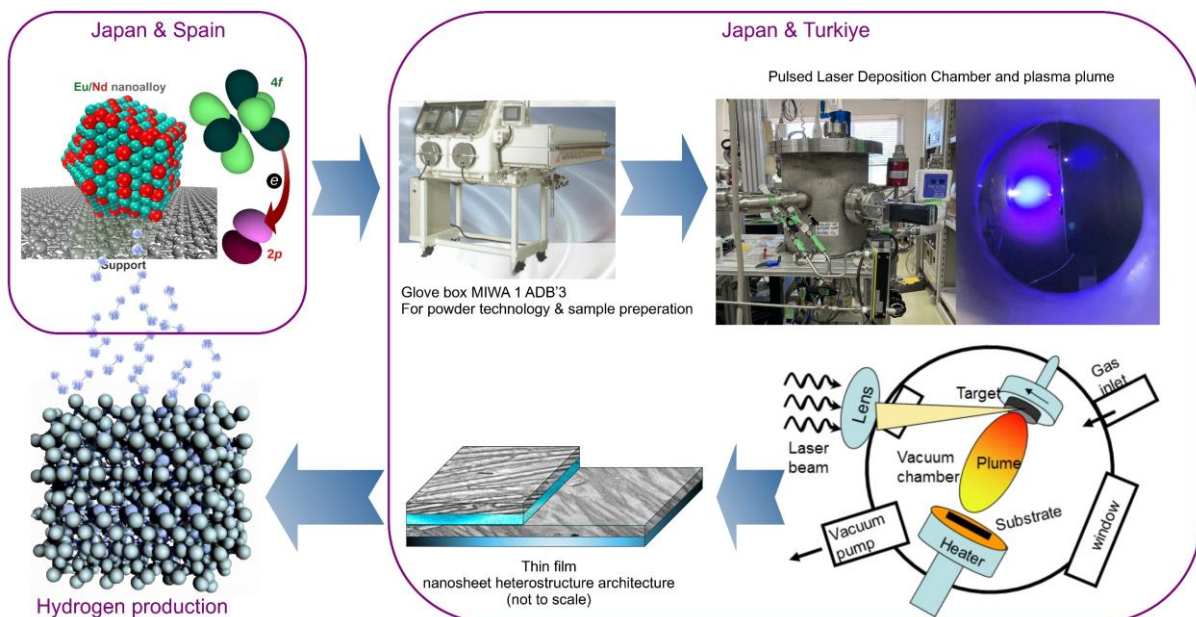 Japan & Spain
Eu/Nd nanoalloy
4f
e
2p
Support
Japan & Turkiye
Glove box MIWA 1 ADB'3
For powder technology & sample preperation
Pulsed Laser Deposition Chamber and plasma plume
Lens
Laser
beam
Target
Gas
inlet
Vacuum
chamber
Plume
Substrate
Heater
Vacuum
pump
window
Thin film
nanosheet heterostructure architecture
(not to scale)
Hydrogen production